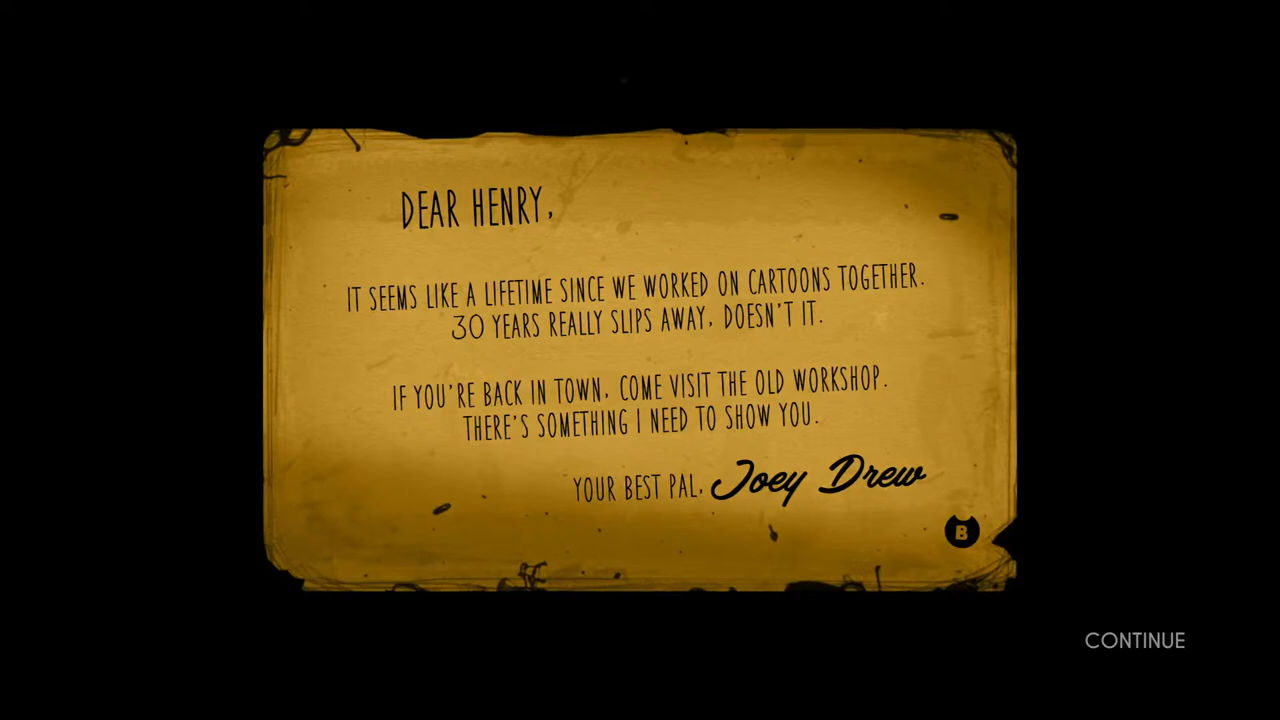 DEAR HENRY,
IT SEEMS LIKE A LIFETIME SINCE WE WORKED ON CARTOONS TOGETHER.
30 YEARS REALLY SLIPS AWAY, DOESN'T IT.
IF YOU'RE BACK IN TOWN, COME VISIT THE OLD WORKSHOP.
THERE'S SOMETHING I NEED TO SHOW YOU.
YOUR BEST PAL, Joey Drew
B
CONTINUE